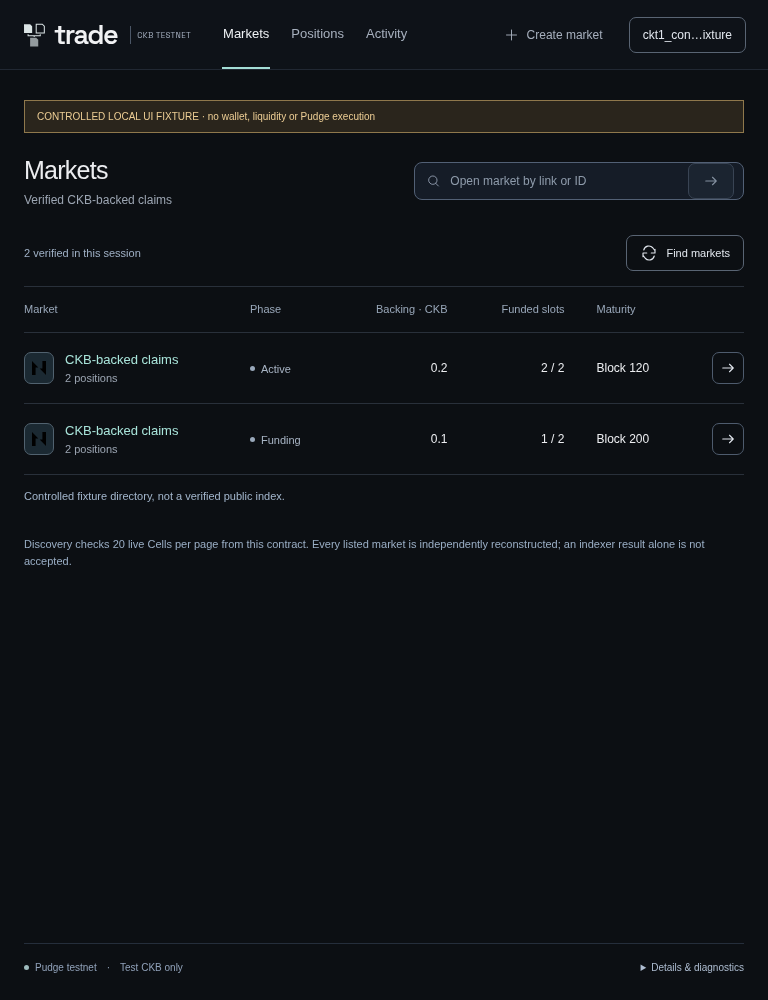 trade
CKB TESTNET
Markets
Positions
Activity
Create market
ckt1_con…ixture
CONTROLLED LOCAL UI FIXTURE · no wallet, liquidity or Pudge execution
Markets
Verified CKB-backed claims
Open market by link or ID
2 verified in this session
Find markets
Market Phase Backing · CKB Funded slots Maturity
CKB-backed claims
2 positions
Active 0.2 2 / 2 Block 120
CKB-backed claims
2 positions
Funding 0.1 1 / 2 Block 200
Controlled fixture directory, not a verified public index.
Discovery checks 20 live Cells per page from this contract. Every listed market is independently reconstructed; an indexer result alone is not
accepted.
Pudge testnet · Test CKB only
Details & diagnostics